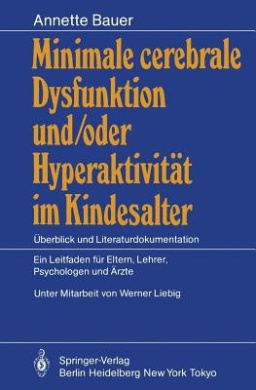 Annette Bauer
Minimale cerebrale
Dysfunktion
und/oder
Hyperaktivität
im Kindesalter
Überblick und Literaturdokumentation
Ein Leitfaden für Eltern, Lehrer,
Psychologen und Ärzte
Unter Mitarbeit von Werner Liebig
Springer-Verlag
Berlin Heidelberg New York Tokyo